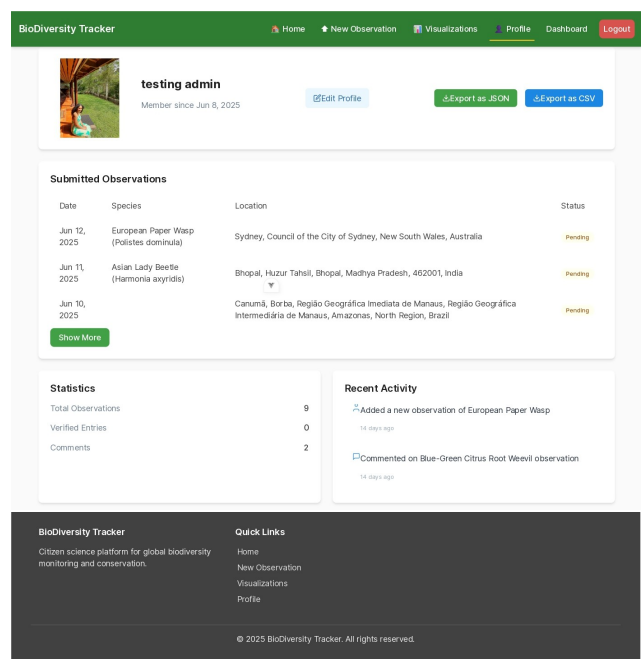 BioDiversity Tracker
Home New Observation Visualizations Profile Dashboard Logout
testing admin
Member since Jun 8, 2025
Edit Profile
Export as JSON Export as CSV
Submitted Observations
Date Species Location Status
Jun 12, 2025 European Paper Wasp (Polistes dominula) Sydney, Council of the City of Sydney, New South Wales, Australia Pending
Jun 11, 2025 Asian Lady Beetle (Harmonia axyridis) Bhopal, Huzur Tahsil, Bhopal, Madhya Pradesh, 462001, India Pending
Jun 10, 2025 Canumã, Borba, Região Geográfica Imediata de Manaus, Região Geográfica Intermediária de Manaus, Amazonas, North Region, Brazil Pending
Show More
Statistics
Total Observations 9
Verified Entries 0
Comments 2
Recent Activity
Added a new observation of European Paper Wasp
14 days ago
Commented on Blue-Green Citrus Root Weevil observation
14 days ago
BioDiversity Tracker
Citizen science platform for global biodiversity
monitoring and conservation.
Quick Links
Home
New Observation
Visualizations
Profile
© 2025 BioDiversity Tracker. All rights reserved.